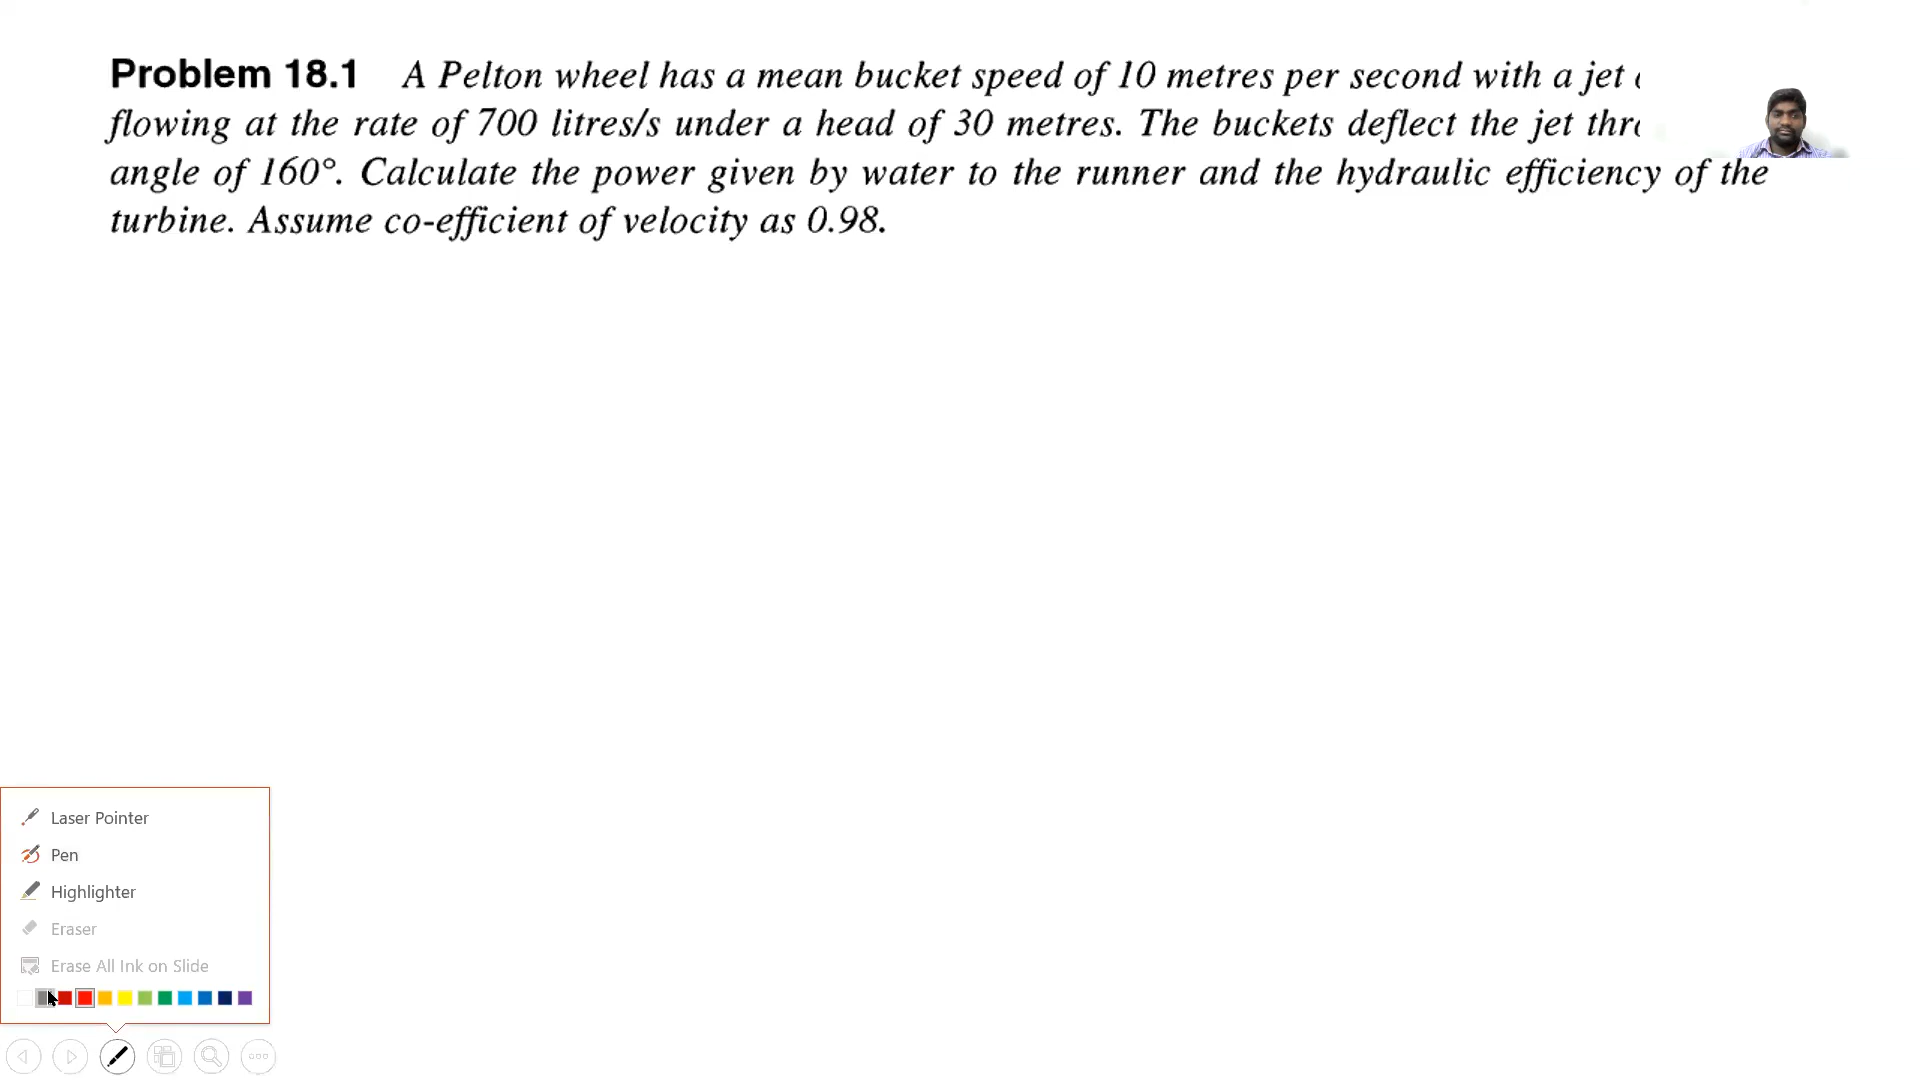 Problem 18.1 A Pelton wheel has a mean bucket speed of 10 metres per second with a jet
flowing at the rate of 700 litres/s under a head of 30 metres. The buckets deflect the jet
angle of 160°. Calculate the power given by water to the runner and the hydraulic efficiency of the
turbine. Assume co-efficient of velocity as 0.98.
Laser Pointer
Pen
Highlighter
Eraser
Erase All Ink on Slide